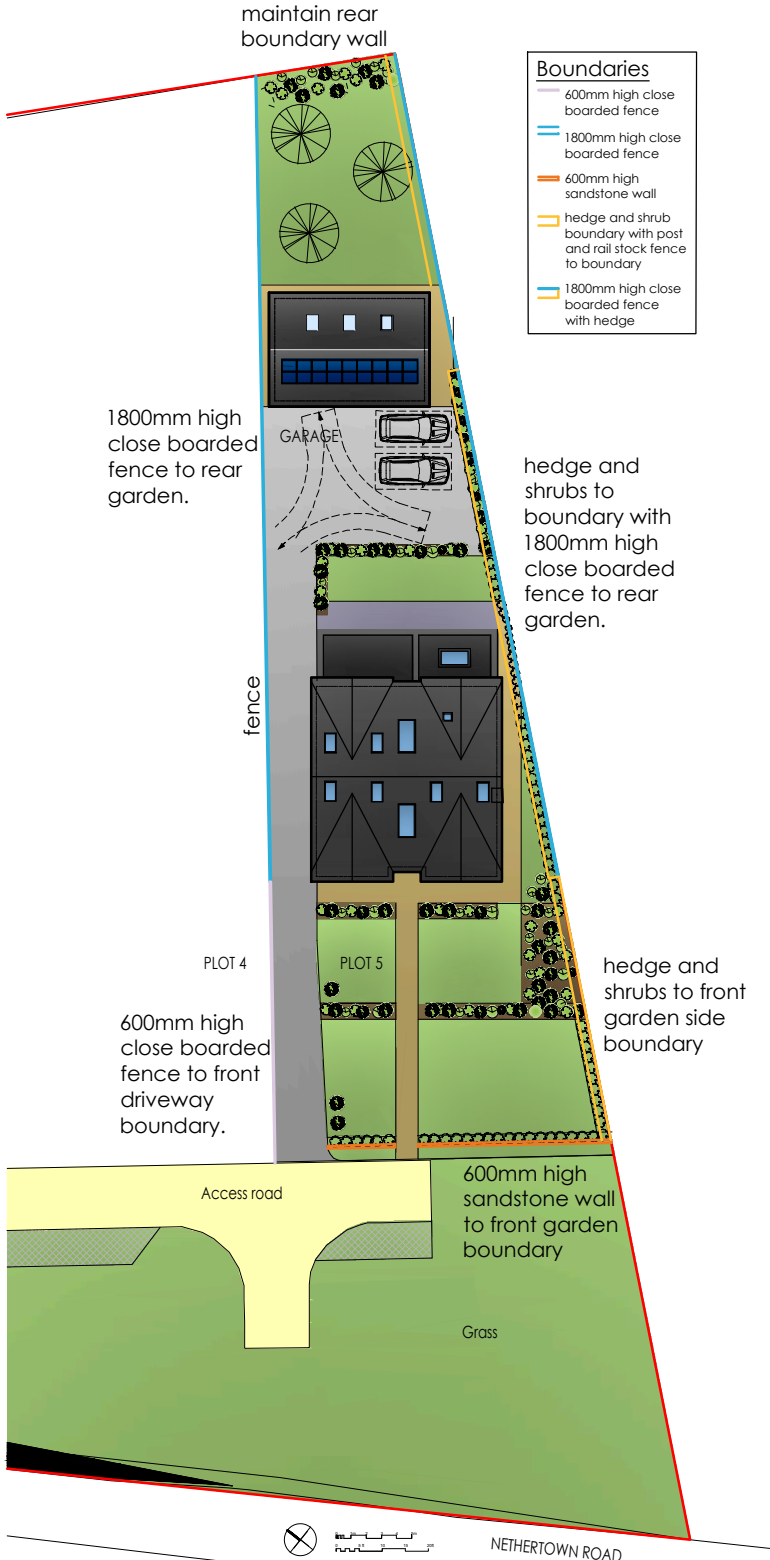 maintain rear
boundary wall
Boundaries
600mm high close
boarded fence
1800mm high close
boarded fence
600mm high
sandstone wall
hedge and shrub
boundary with post
and rail stock fence
to boundary
1800mm high close
boarded fence
with hedge
1800mm high
close boarded
fence to rear
garden.
GARAGE
hedge and
shrubs to
boundary with
1800mm high
close boarded
fence to rear
garden.
fence
PLOT 4
PLOT 5
hedge and
shrubs to front
garden side
boundary
600mm high
close boarded
fence to front
driveway
boundary.
Access road
600mm high
sandstone wall
to front garden
boundary
Grass
NETHERTOWN ROAD